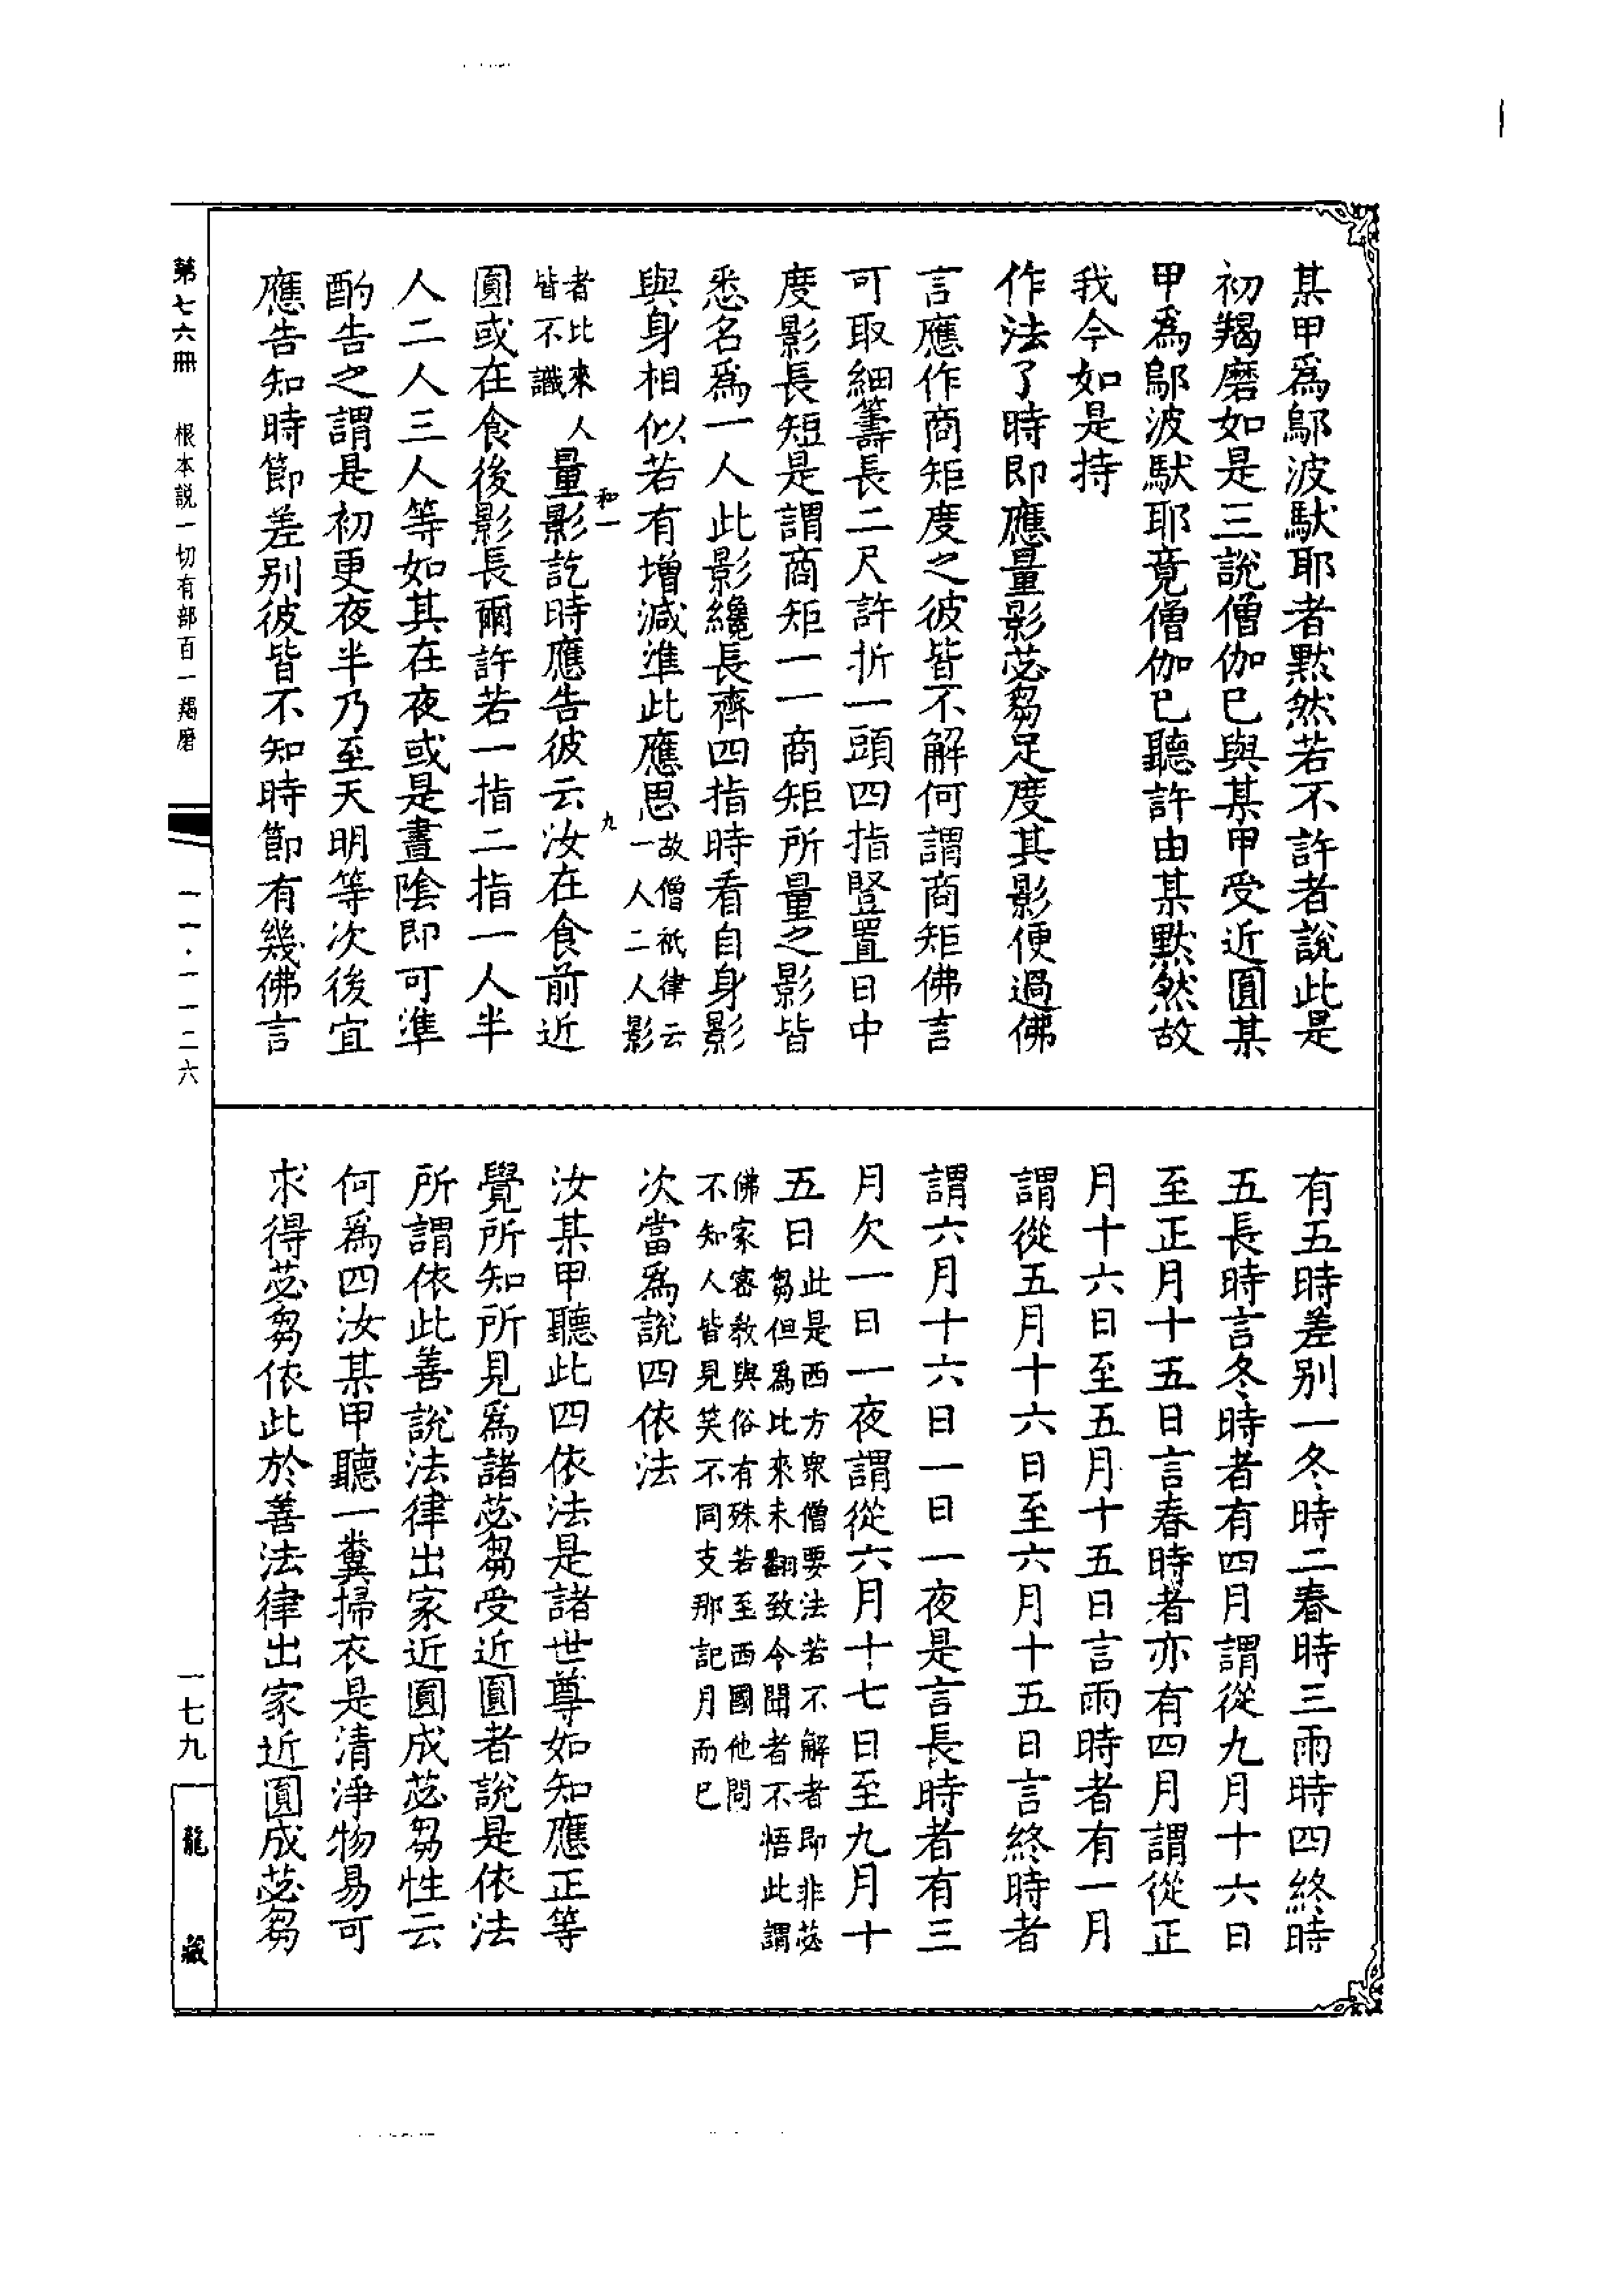 某甲爲鄔波馱耶者默然若不許者說此是
初羯磨如是三說僧伽已與某甲受近圓某
甲爲鄔波馱耶竟僧伽已聽許由某默然故
我今如是持
作法了時即應量影苾芻足度其影便過佛
言應作商矩度之彼皆不解何謂商矩佛言
可取細籌長二尺許折一頭四指豎置日中
度影長短是謂商矩一一商矩所量之影皆
悉名爲一人此影纔長齊四指時看自身影
與身相似若有增減準此應思故僧祇律云一人二人影
者比來人皆不識量影訖時應告彼云汝在食前近
圓或在食後影長爾許若一指二指一人半
人二人三人等如其在夜或是晝陰即可準
酌告之謂是初更夜半乃至天明等次後宜
應告知時節差別彼皆不知時節有幾佛言
和一
九
有五時差別一冬時二春時三雨時四終時
五長時言冬時者有四月謂從九月十六日
至正月十五日言春時者亦有四月謂從正
月十六日至五月十五日言雨時者有一月
謂從五月十六日至六月十五日言終時者
謂六月十六日一日一夜是言長時者有三
月欠一日一夜謂從六月十七日至九月十
五日此是西方衆僧要法若不解者即非苾芻但爲比來未翻致令聞者不悟此謂
佛家密教與俗有殊若至西國他問不知人皆見笑不同支那記月而已
次當爲說四依法
汝某甲聽此四依法是諸世尊如知應正等
覺所知所見爲諸苾芻受近圓者說是依法
所謂依此善說法律出家近圓成苾芻性云
何爲四汝某甲聽一糞掃衣是清淨物易可
求得苾芻依此於善法律出家近圓成苾芻
第七六冊
根本說一切有部百一羯磨
一一·一一二六
一七九
龍藏